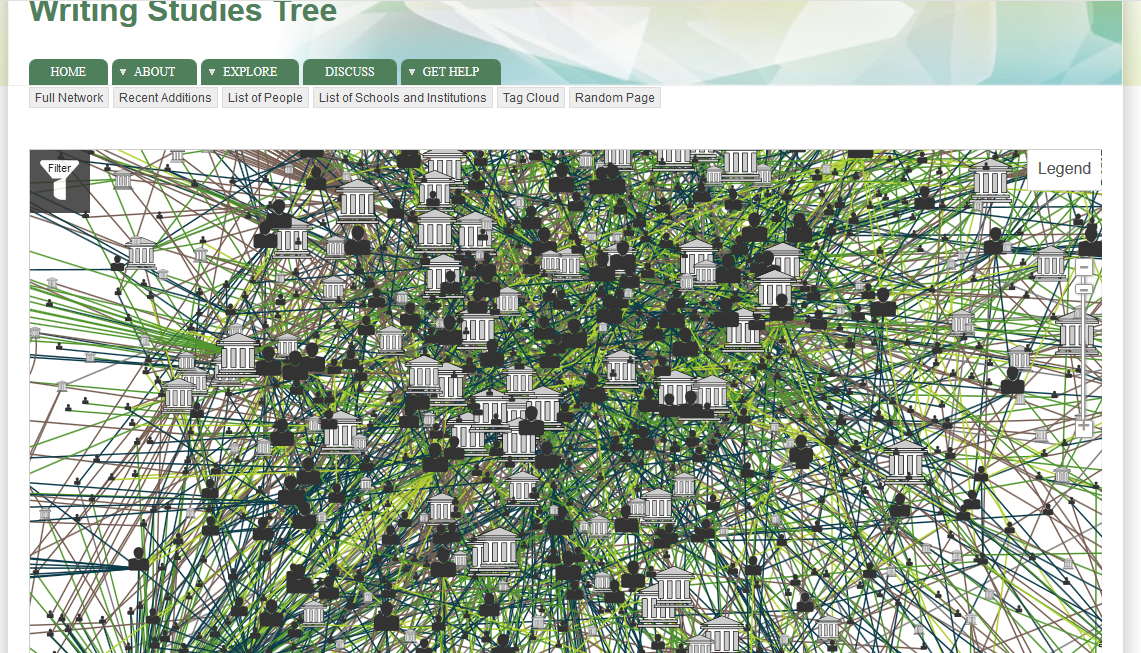 Writing Studies Tree
HOME ABOUT EXPLORE DISCUSS GET HELP
Full Network Recent Additions List of People List of Schools and Institutions Tag Cloud Random Page
Filter
Legend